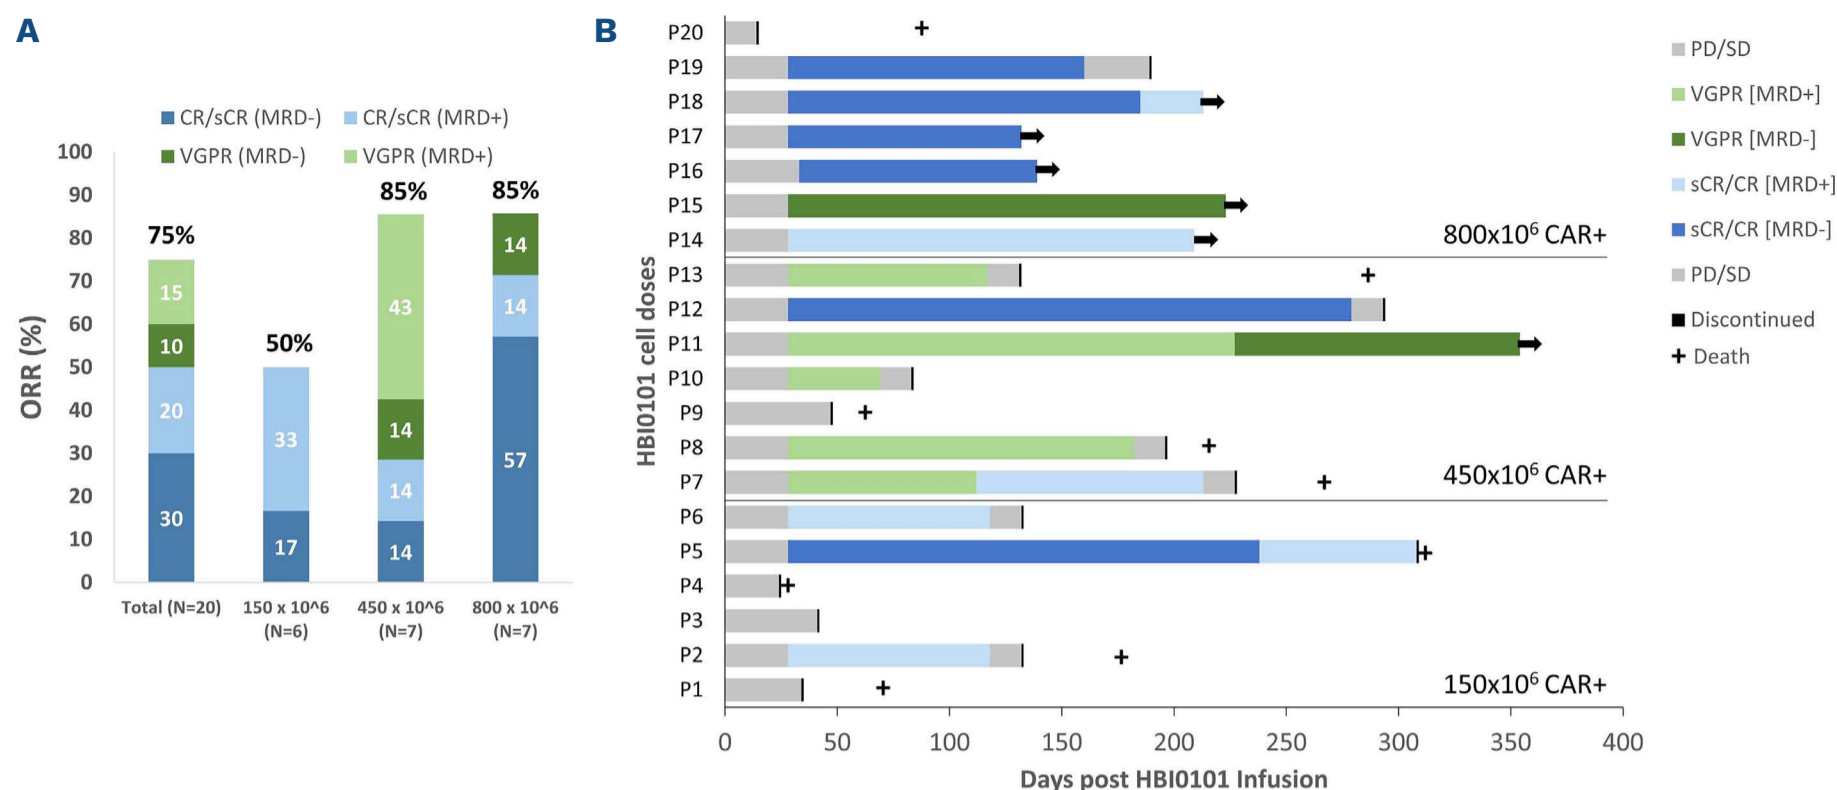 A
CR/sCR (MRD-) CR/sCR (MRD+)
VGPR (MRD-) VGPR (MRD+)
ORR (%)
100
90
80
70
60
50
40
30
20
10
0
75%
50%
85%
85%
15
10
20
30
33
17
43
14
14
14
14
14
57
Total (N=20) 150 x 10^6 450 x 10^6 800 x 10^6
(N=6) (N=7) (N=7)
B
HBI0101 cell doses
P20
P19
P18
P17
P16
P15
P14
800x10⁶ CAR+
P13
P12
P11
P10
P9
P8
P7
450x10⁶ CAR+
P6
P5
P4
P3
P2
P1
150x10⁶ CAR+
0 50 100 150 200 250 300 350 400
Days post HBI0101 Infusion
PD/SD
VGPR [MRD+]
VGPR [MRD-]
sCR/CR [MRD+]
sCR/CR [MRD-]
PD/SD
Discontinued
+ Death